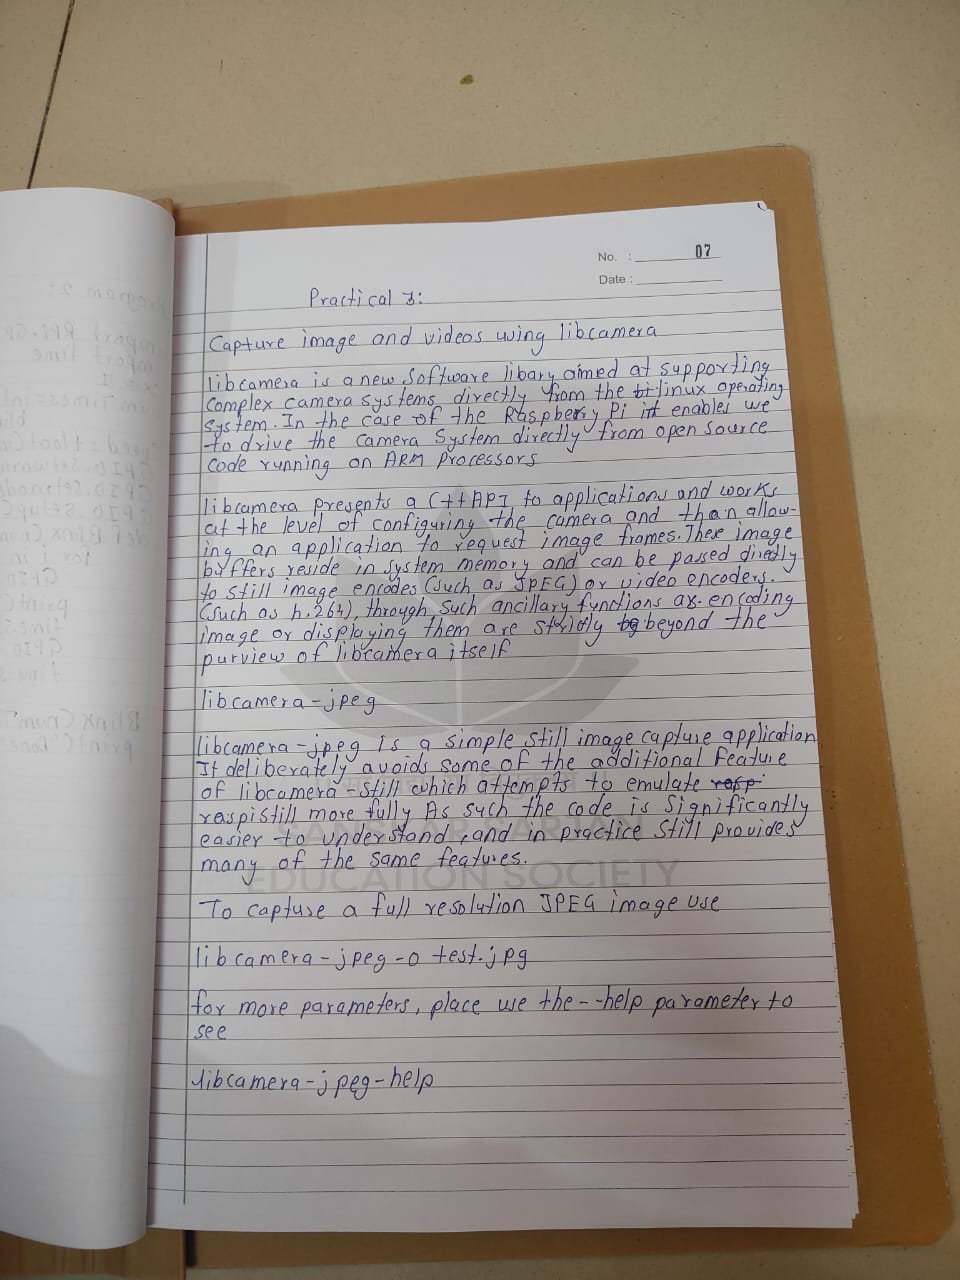 No. : 07
Date :
Practical 3:
Capture image and videos using libcamera
libcamera is a new Software libary aimed at supporting
Complex camera systems directly from the linux operating
System. In the case of the Raspberry Pi it enables we
to drive the camera System directly from open source
Code running on ARM Processors
libcamera presents a C++API to applications and works
at the level of configuring the camera and than allow-
ing an application to request image frames. These image
buffers reside in system memory and can be passed directly
to still image encodes (such as JPEG) or video encoders.
(such as h.264), through such ancillary functions as encoding
image or displaying them are strictly beyond the
purview of libcamera itself
libcamera-jpeg
libcamera-jpeg is a simple still image capture application
It deliberately avoids some of the additional feature
of libcamera-still which attempts to emulate
raspistill more fully As such the code is Significantly
easier to understand, and in practice still provides
many of the same features.
SANSKAR SARJAN
EDUCATION SOCIETY
To capture a full resolution JPEG image use
libcamera-jpeg-o test.jpg
for more parameters, place use the --help parameter to
see
libcamera-jpeg-help